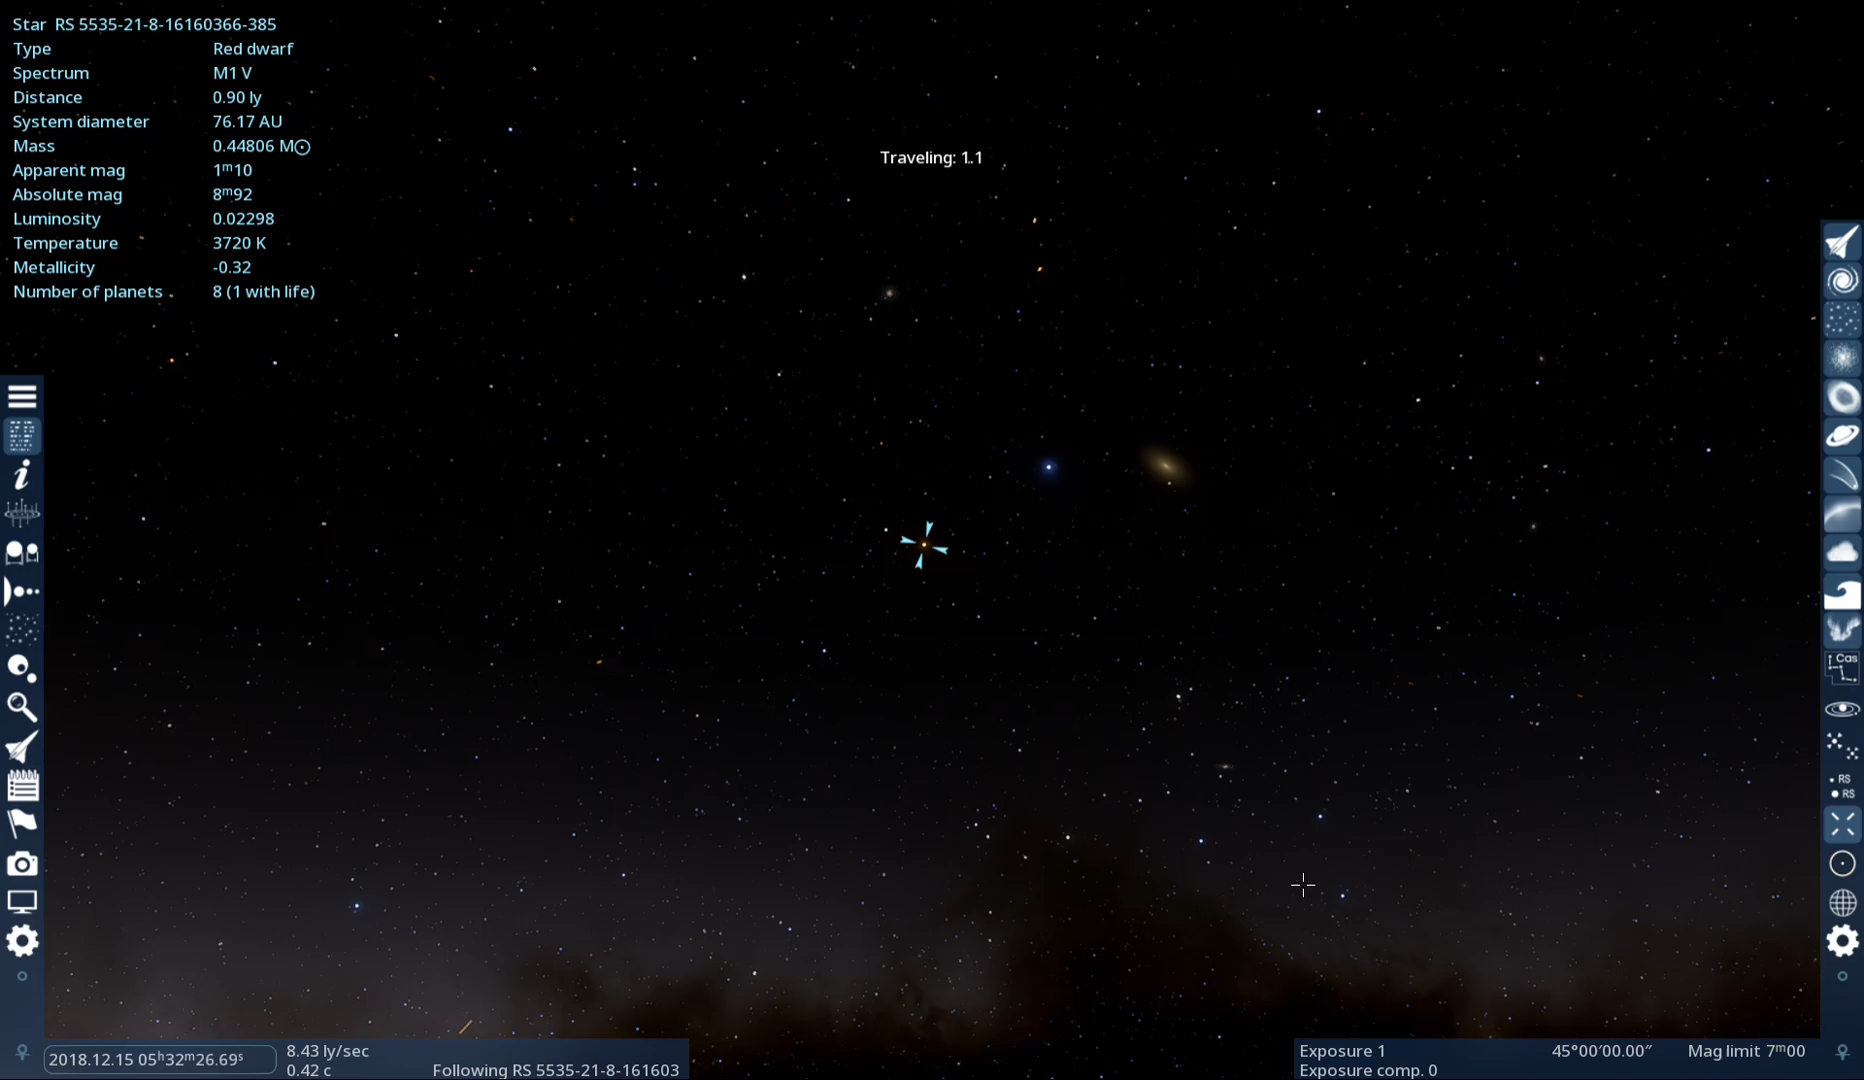 Star RS 5535-21-8-16160366-385
Type Red dwarf
Spectrum M1 V
Distance 0.90 ly
System diameter 76.17 AU
Mass 0.44806 M☉
Apparent mag 1ᵐ10
Absolute mag 8ᵐ92
Luminosity 0.02298
Temperature 3720 K
Metallicity -0.32
Number of planets 8 (1 with life)
Traveling: 1.1
Cas
RS
RS
2018.12.15 05ʰ32ᵐ26.69ˢ
8.43 ly/sec
0.42 c
Following RS 5535-21-8-161603
Exposure 1 45°00′00.00″ Mag limit 7ᵐ00
Exposure comp. 0